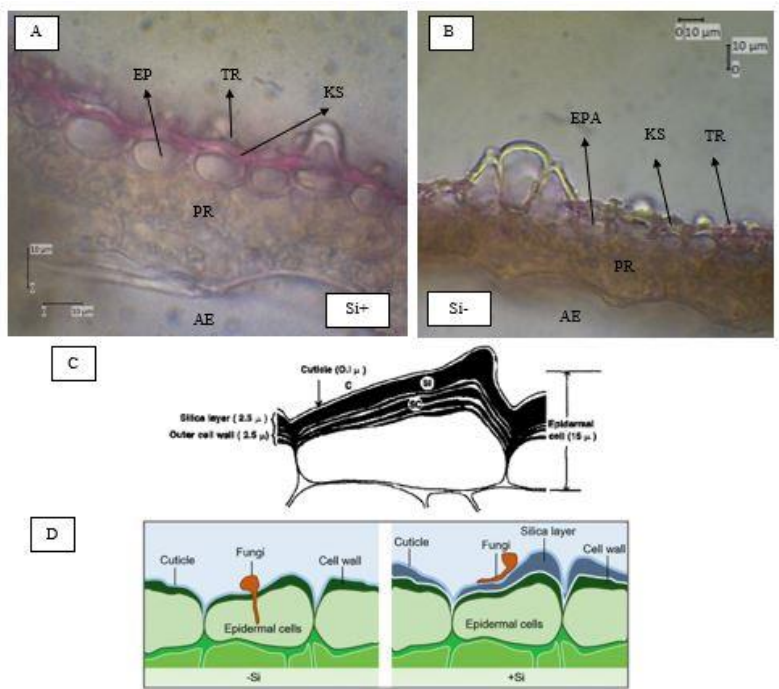 A
EP
TR
KS
PR
10 µm
AE
Si+
B
0 10 µm
10 µm
0
EPA
KS
TR
PR
Si-
AE
C
Cuticle (0.1 µ)
C
Si
SC
Silica layer (2.5 µ)
Outer cell wall (2.5 µ)
Epidermal
cell (15 µ)
D
Cuticle
Fungi
Cell wall
Epidermal cells
-Si
Cuticle
Fungi
Silica layer
Cell wall
Epidermal cells
+Si